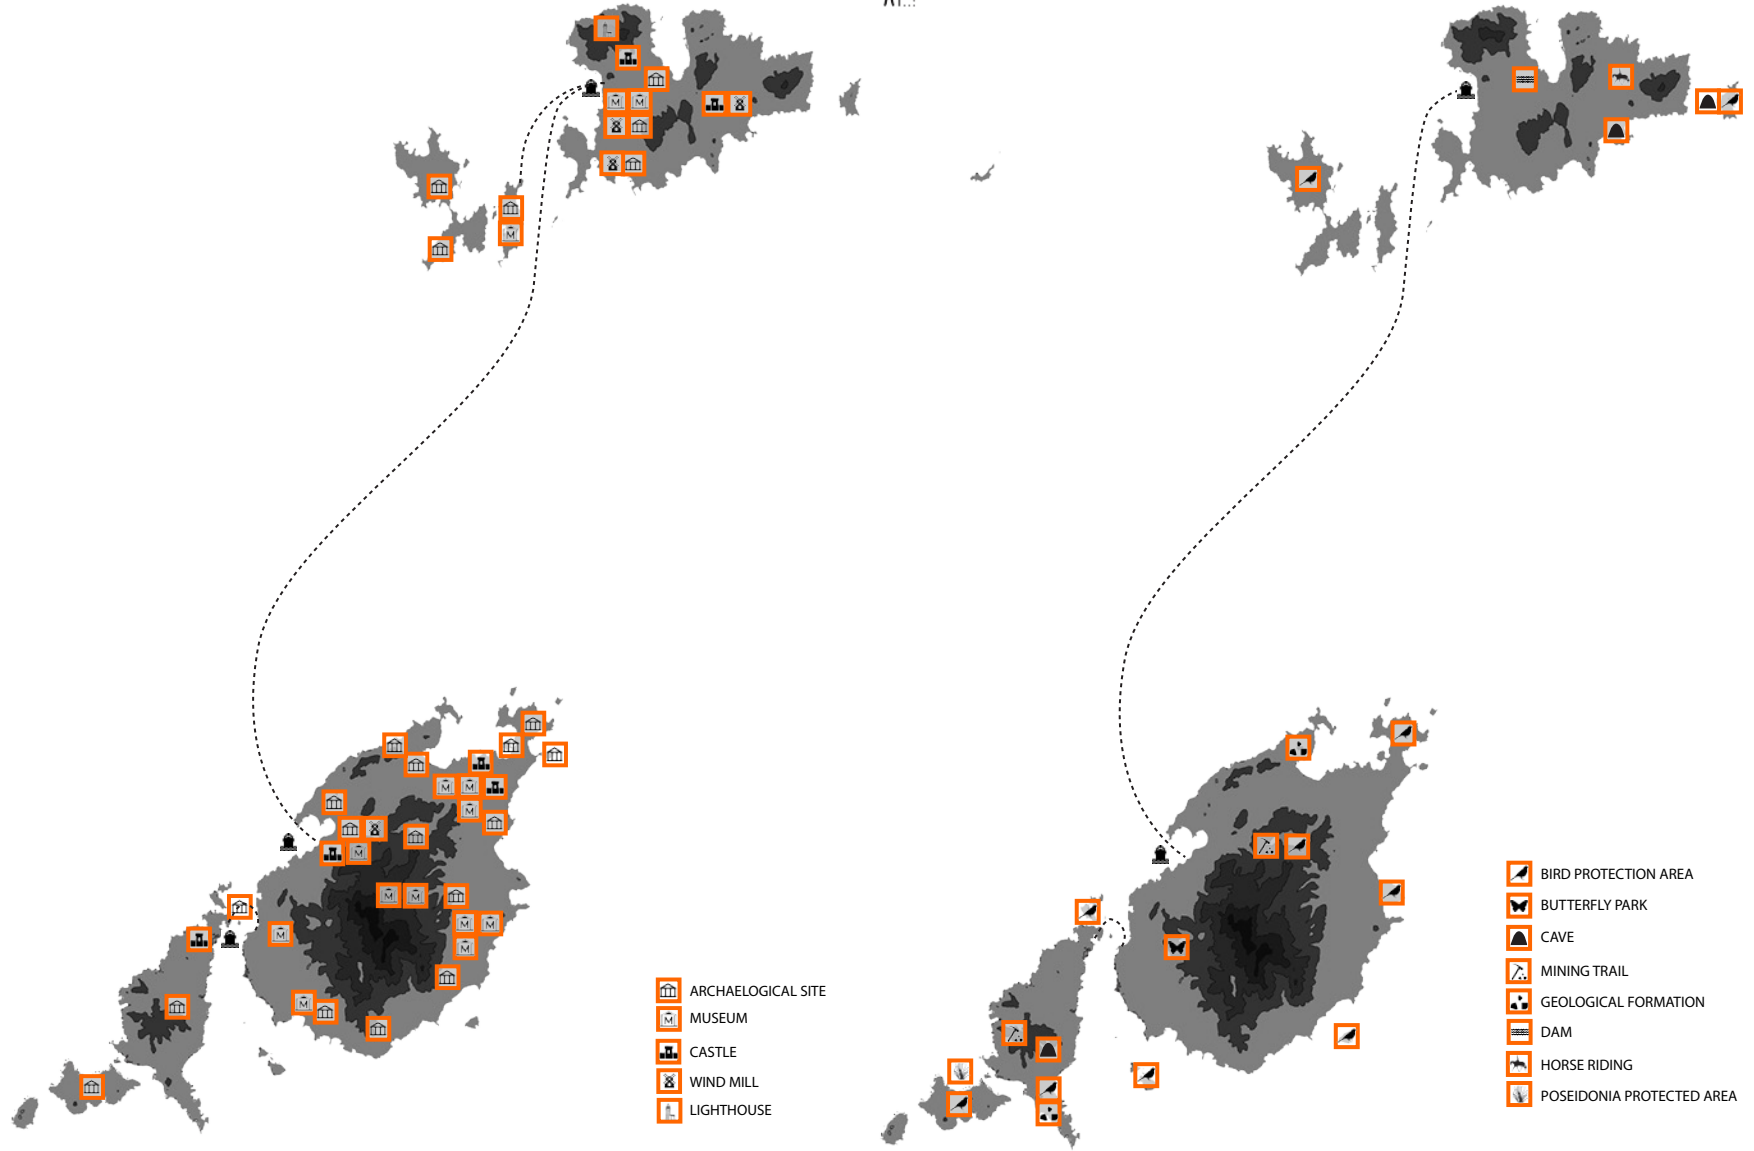 ARCHAELOGICAL SITE
MUSEUM
CASTLE
WIND MILL
LIGHTHOUSE
BIRD PROTECTION AREA
BUTTERFLY PARK
CAVE
MINING TRAIL
GEOLOGICAL FORMATION
DAM
HORSE RIDING
POSEIDONIA PROTECTED AREA